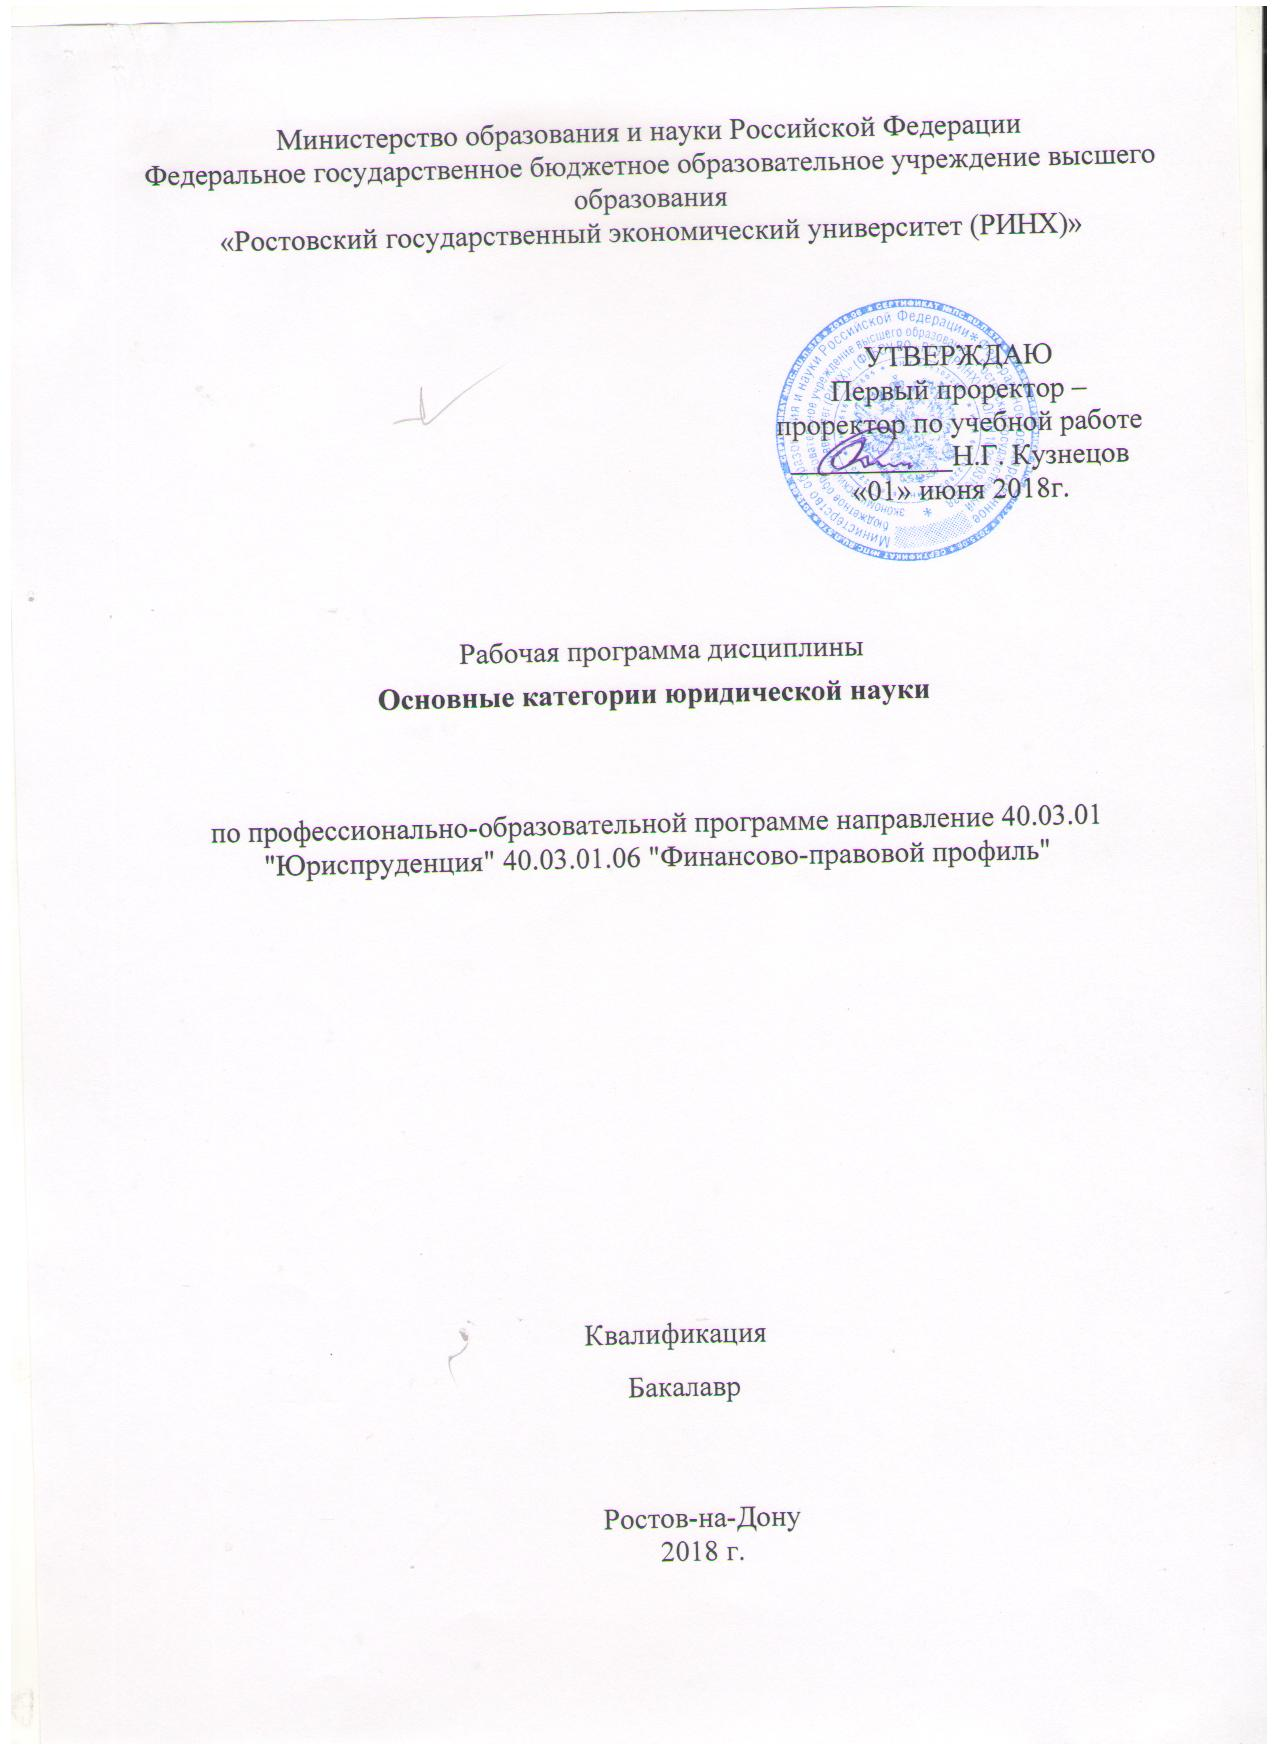 Министерство образования и науки Российской Федерации
Федеральное государственное бюджетное образовательное учреждение высшего
образования
«Ростовский государственный экономический университет (РИНХ)»
УТВЕРЖДАЮ
Первый проректор –
проректор по учебной работе
Н.Г. Кузнецов
«01» июня 2018г.
Рабочая программа дисциплины
Основные категории юридической науки
по профессионально-образовательной программе направление 40.03.01
"Юриспруденция" 40.03.01.06 "Финансово-правовой профиль"
Квалификация
Бакалавр
Ростов-на-Дону
2018 г.